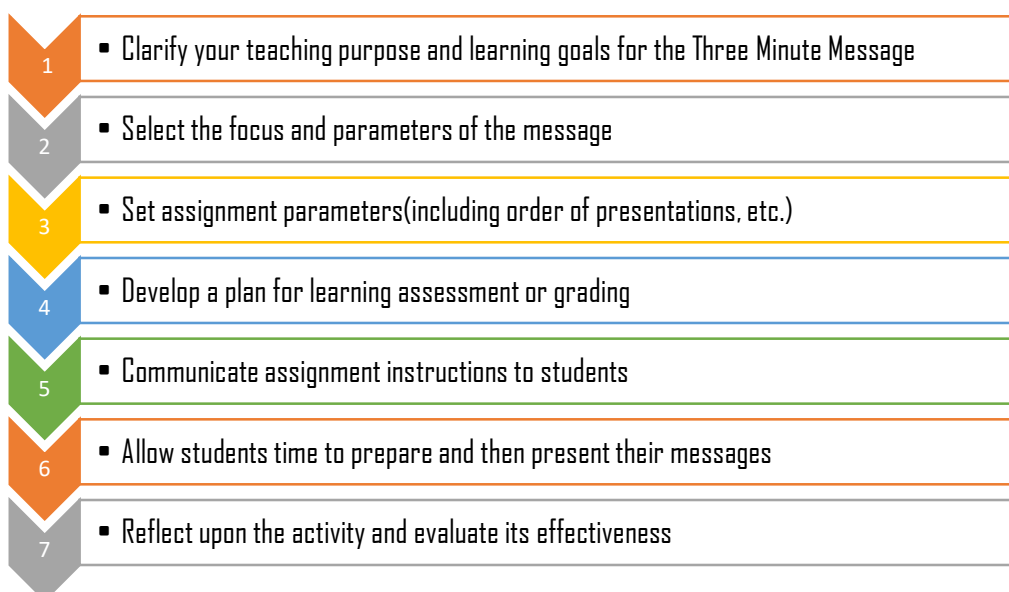 1
▪ Clarify your teaching purpose and learning goals for the Three Minute Message
2
▪ Select the focus and parameters of the message
3
▪ Set assignment parameters(including order of presentations, etc.)
4
▪ Develop a plan for learning assessment or grading
5
▪ Communicate assignment instructions to students
6
▪ Allow students time to prepare and then present their messages
7
▪ Reflect upon the activity and evaluate its effectiveness